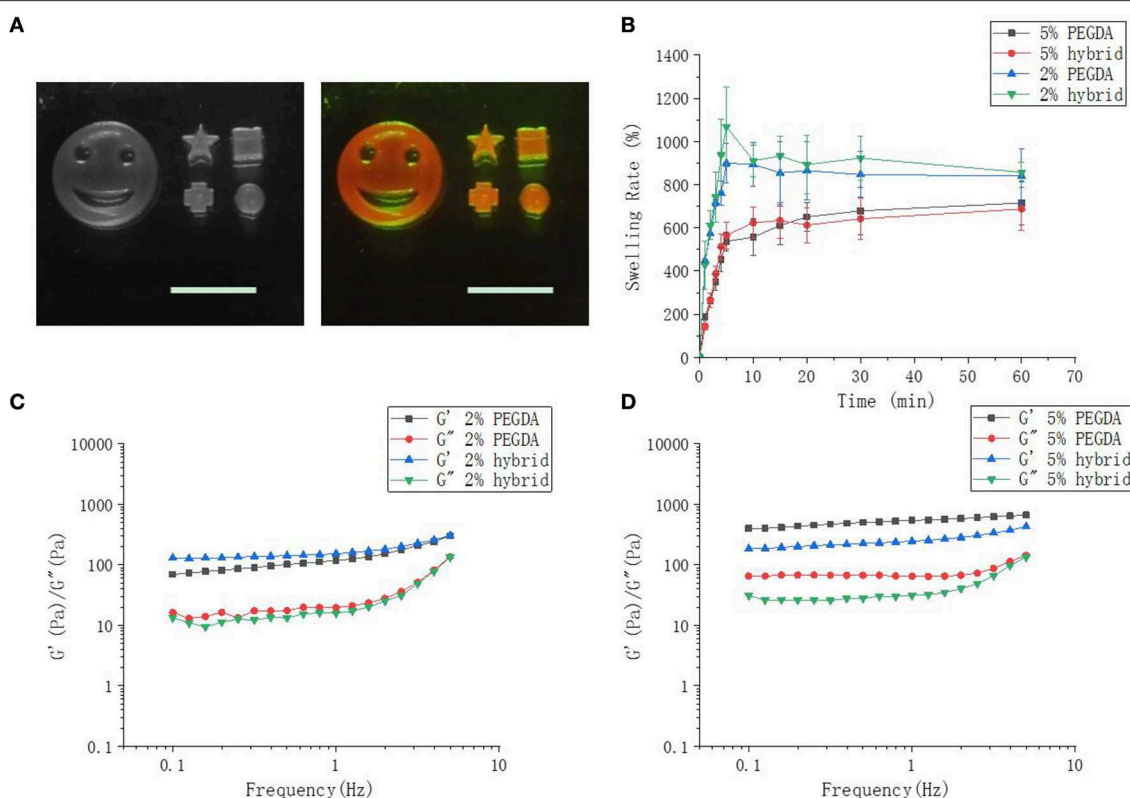 A
B
5% PEGDA
5% hybrid
2% PEGDA
2% hybrid
1400
1200
1000
800
600
400
200
0
Swelling Rate (%)
0 10 20 30 40 50 60 70
Time (min)
C
G' 2% PEGDA
G" 2% PEGDA
G' 2% hybrid
G" 2% hybrid
10000
1000
100
10
1
0.1
G'(Pa)/G"(Pa)
0.1 1 10
Frequency(Hz)
D
G' 5% PEGDA
G" 5% PEGDA
G' 5% hybrid
G" 5% hybrid
10000
1000
100
10
1
0.1
G'(Pa)/G"(Pa)
0.1 1 10
Frequency(Hz)